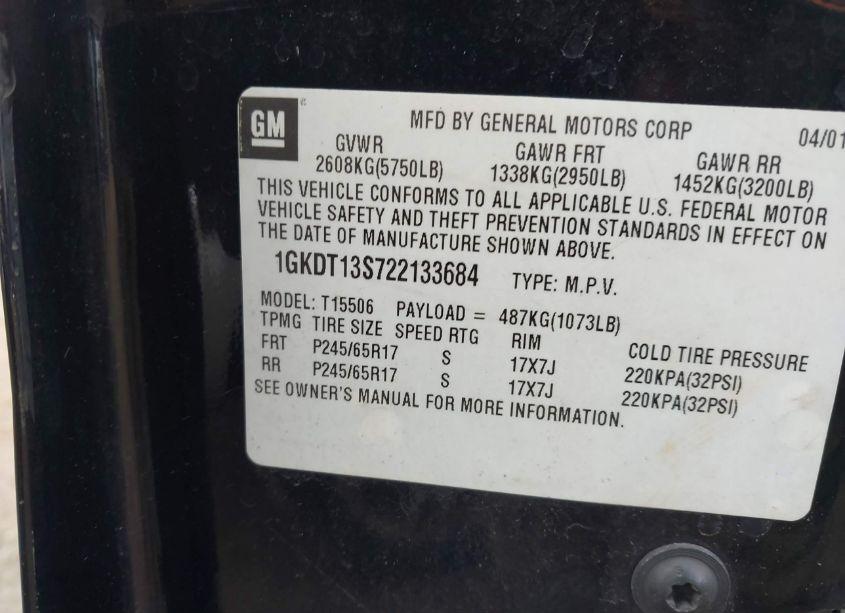 GM
MFD BY GENERAL MOTORS CORP 04/01
GVWR GAWR FRT GAWR RR
2608KG(5750LB) 1338KG(2950LB) 1452KG(3200LB)
THIS VEHICLE CONFORMS TO ALL APPLICABLE U.S. FEDERAL MOTOR
VEHICLE SAFETY AND THEFT PREVENTION STANDARDS IN EFFECT ON
THE DATE OF MANUFACTURE SHOWN ABOVE.
1GKDT13S722133684 TYPE: M.P.V.
MODEL: T15506 PAYLOAD = 487KG(1073LB)
TPMG TIRE SIZE SPEED RTG RIM COLD TIRE PRESSURE
FRT P245/65R17 S 17X7J 220KPA(32PSI)
RR P245/65R17 S 17X7J 220KPA(32PSI)
SEE OWNER'S MANUAL FOR MORE INFORMATION.